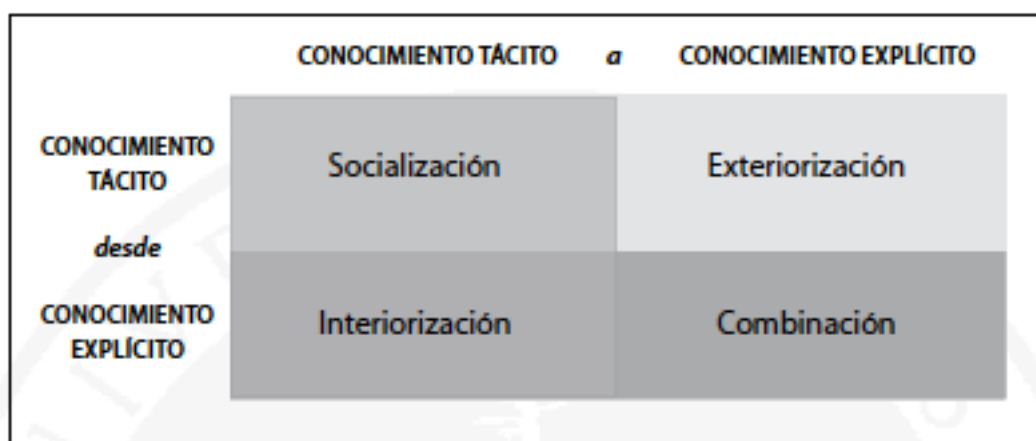 CONOCIMIENTO TÁCITO a CONOCIMIENTO EXPLÍCITO
CONOCIMIENTO
TÁCITO
Socialización Exteriorización
desde
CONOCIMIENTO
EXPLÍCITO
Interiorización Combinación